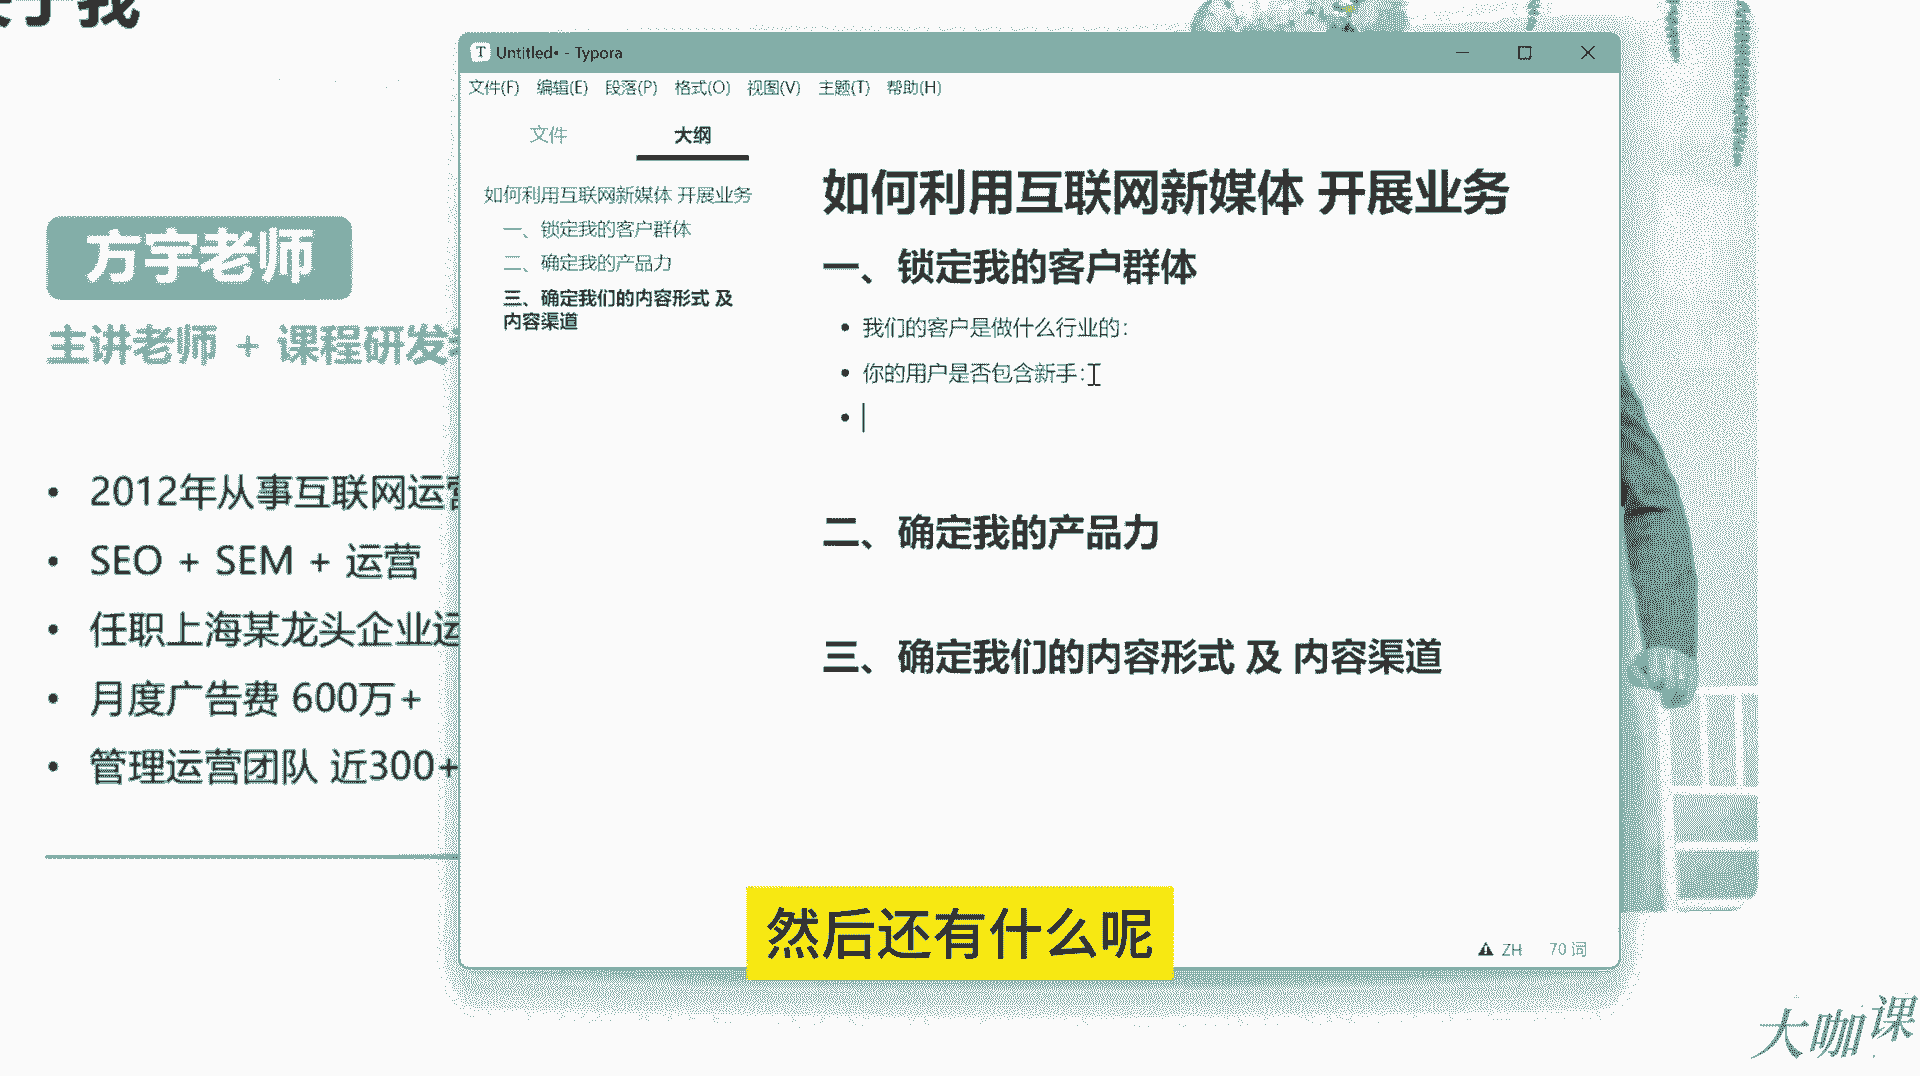 Untitled• - Typora
文件(F) 编辑(E) 段落(P) 格式(O) 视图(V) 主题(T) 帮助(H)
文件 大纲
如何利用互联网新媒体 开展业务
一、锁定我的客户群体
二、确定我的产品力
三、确定我们的内容形式 及
内容渠道
如何利用互联网新媒体 开展业务
一、锁定我的客户群体
• 我们的客户是做什么行业的：
• 你的用户是否包含新手：
•
二、确定我的产品力
三、确定我们的内容形式 及 内容渠道
ZH 70 词
方宇老师
主讲老师 + 课程研发
• 2012年从事互联网运营
• SEO + SEM + 运营
• 任职上海某龙头企业运
• 月度广告费 600万+
• 管理运营团队 近300+
然后还有什么呢
大咖课